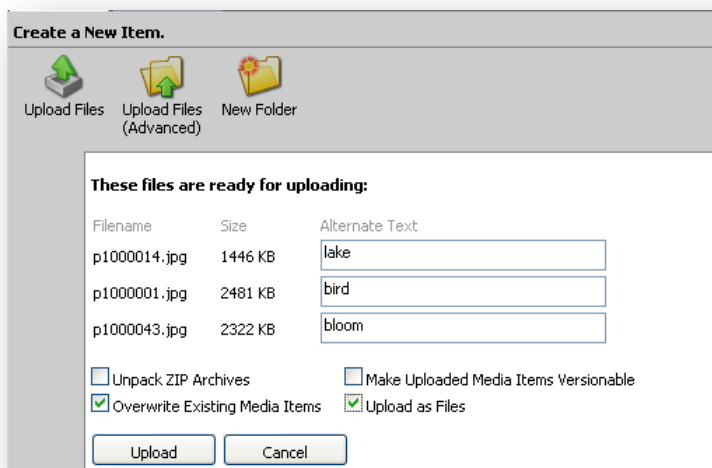 Create a New Item.
Upload Files Upload Files (Advanced) New Folder
These files are ready for uploading:
Filename Size Alternate Text
p1000014.jpg 1446 KB lake
p1000001.jpg 2481 KB bird
p1000043.jpg 2322 KB bloom
Unpack ZIP Archives Make Uploaded Media Items Versionable
Overwrite Existing Media Items Upload as Files
Upload Cancel